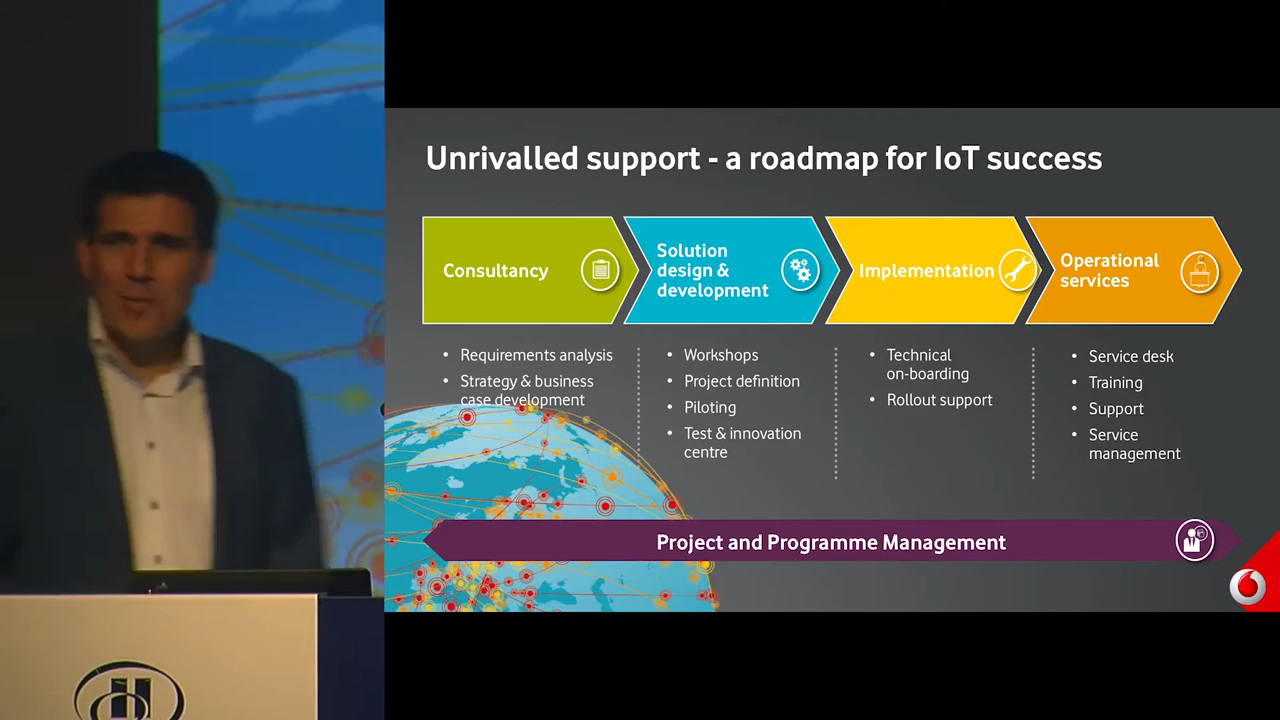 Unrivalled support - a roadmap for IoT success
Consultancy
Solution
design &
development
Implementation
Operational
services
• Requirements analysis
• Strategy & business
case development
• Workshops
• Project definition
• Piloting
• Test & innovation
centre
• Technical
on-boarding
• Rollout support
• Service desk
• Training
• Support
• Service
management
Project and Programme Management